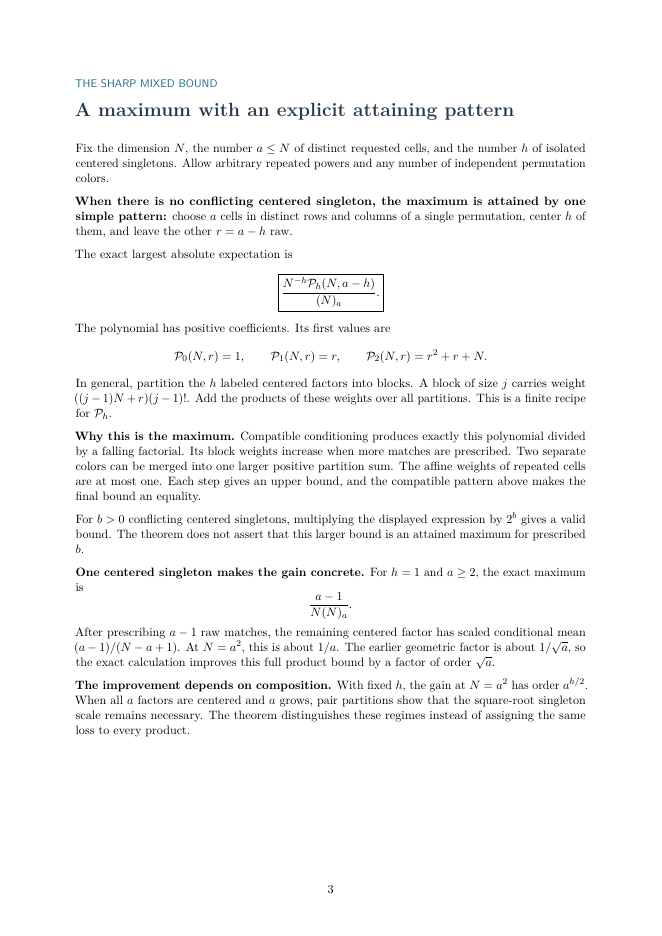 THE SHARP MIXED BOUND
A maximum with an explicit attaining pattern
Fix the dimension N, the number a ≤ N of distinct requested cells, and the number h of isolated
centered singletons. Allow arbitrary repeated powers and any number of independent permutation
colors.
When there is no conflicting centered singleton, the maximum is attained by one
simple pattern: choose a cells in distinct rows and columns of a single permutation, center h of
them, and leave the other r = a − h raw.
The exact largest absolute expectation is
N^{−h}𝒫_h(N, a − h)
(N)_a
.
The polynomial has positive coefficients. Its first values are
𝒫_0(N, r) = 1, 𝒫_1(N, r) = r, 𝒫_2(N, r) = r^2 + r + N.
In general, partition the h labeled centered factors into blocks. A block of size j carries weight
((j − 1)N + r)(j − 1)!. Add the products of these weights over all partitions. This is a finite recipe
for 𝒫_h.
Why this is the maximum. Compatible conditioning produces exactly this polynomial divided
by a falling factorial. Its block weights increase when more matches are prescribed. Two separate
colors can be merged into one larger positive partition sum. The affine weights of repeated cells
are at most one. Each step gives an upper bound, and the compatible pattern above makes the
final bound an equality.
For b > 0 conflicting centered singletons, multiplying the displayed expression by 2^b gives a valid
bound. The theorem does not assert that this larger bound is an attained maximum for prescribed
b.
One centered singleton makes the gain concrete. For h = 1 and a ≥ 2, the exact maximum
is
a − 1
N(N)_a
.
After prescribing a − 1 raw matches, the remaining centered factor has scaled conditional mean
(a − 1)/(N − a + 1). At N = a^2, this is about 1/a. The earlier geometric factor is about 1/√a, so
the exact calculation improves this full product bound by a factor of order √a.
The improvement depends on composition. With fixed h, the gain at N = a^2 has order a^{h/2}.
When all a factors are centered and a grows, pair partitions show that the square-root singleton
scale remains necessary. The theorem distinguishes these regimes instead of assigning the same
loss to every product.
3